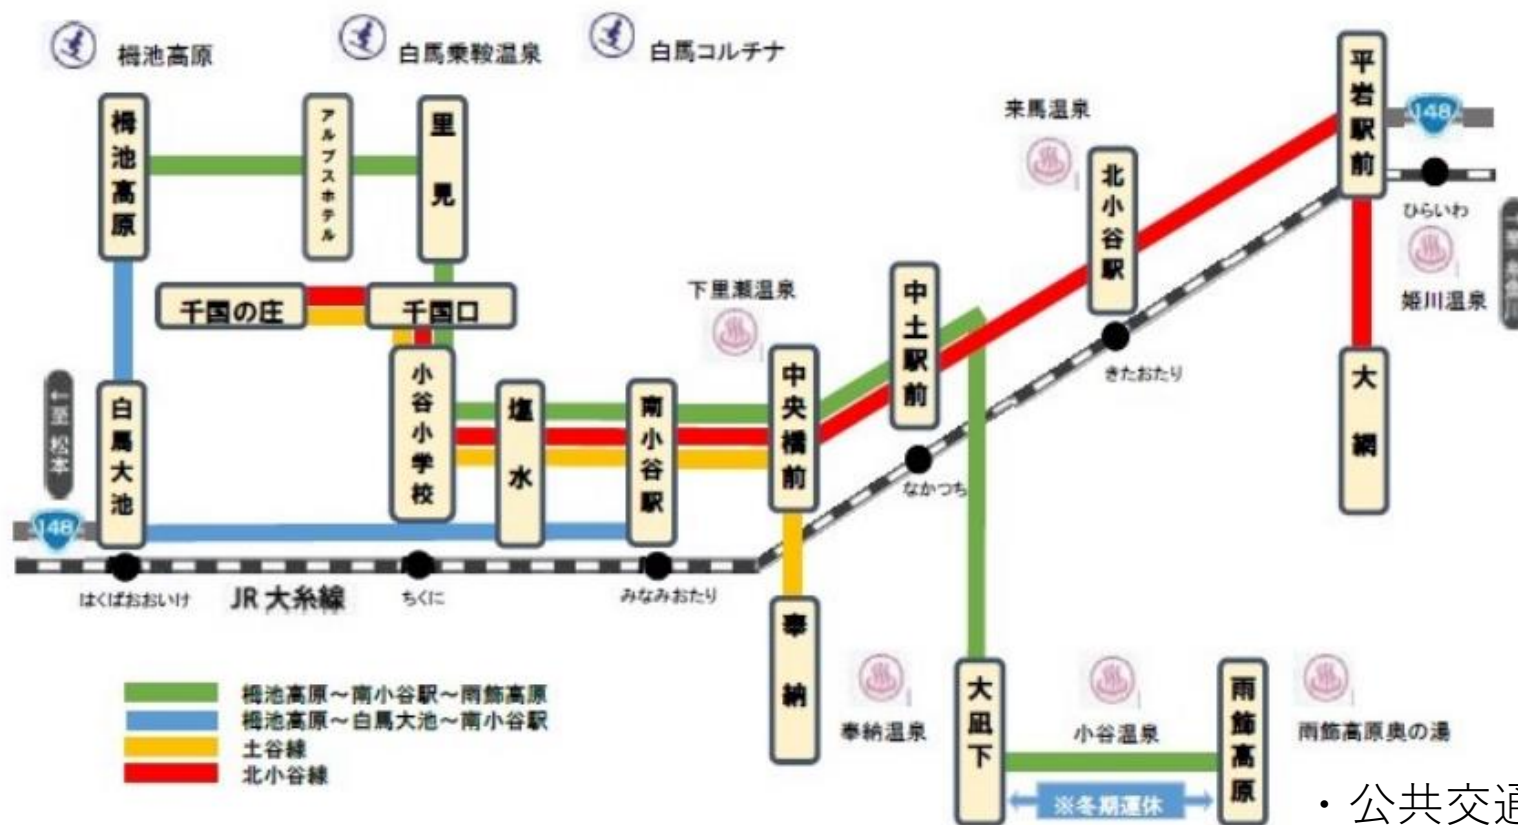 栂池高原
白馬乗鞍温泉
白馬コルチナ
栂池高原
アルプスホテル
里見
来馬温泉
北小谷駅
平岩駅前
148
ひらいわ
姫川温泉
千国の庄
千国口
下里瀬温泉
中土駅前
きたおたり
大網
←至 松本
白馬大池
小谷小学校
塩水
南小谷駅
中央橋前
なかつち
148
はくばおおいけ
JR 大糸線
ちくに
みなみおたり
奉納
奉納温泉
大凪下
小谷温泉
雨飾高原
雨飾高原奥の湯
栂池高原～南小谷駅～雨飾高原
栂池高原～白馬大池～南小谷駅
土谷線
北小谷線
※冬期運休
・公共交通